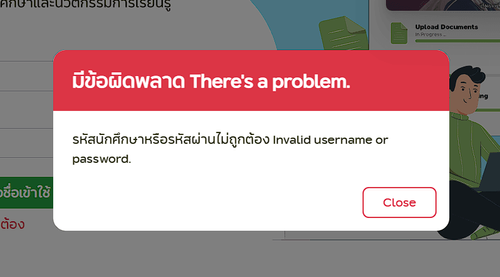 ศึกษาและนวัตกรรมการเรียนรู้
Upload Documents
In Progress...
มีข้อผิดพลาด There's a problem.
รหัสนักศึกษาหรือรหัสผ่านไม่ถูกต้อง Invalid username or
password.
Close
ชื่อเข้าใช้
ต้อง